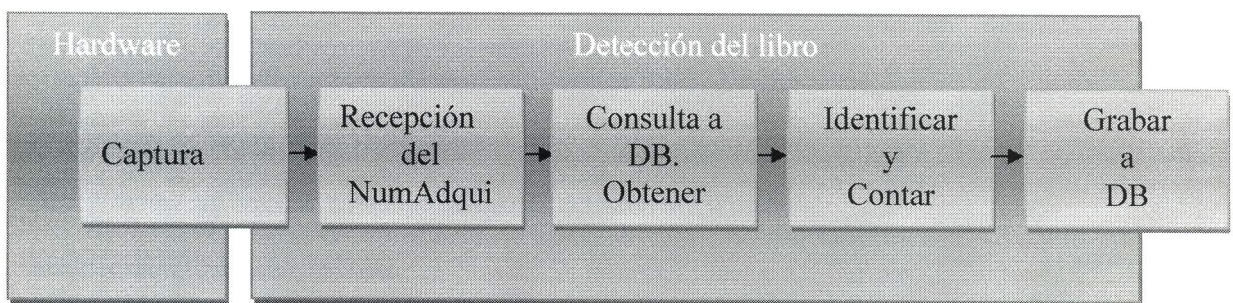 Hardware
Detección del libro
Captura
Recepción
del
NumAdqui
Consulta a
DB.
Obtener
Identificar
y
Contar
Grabar
a
DB